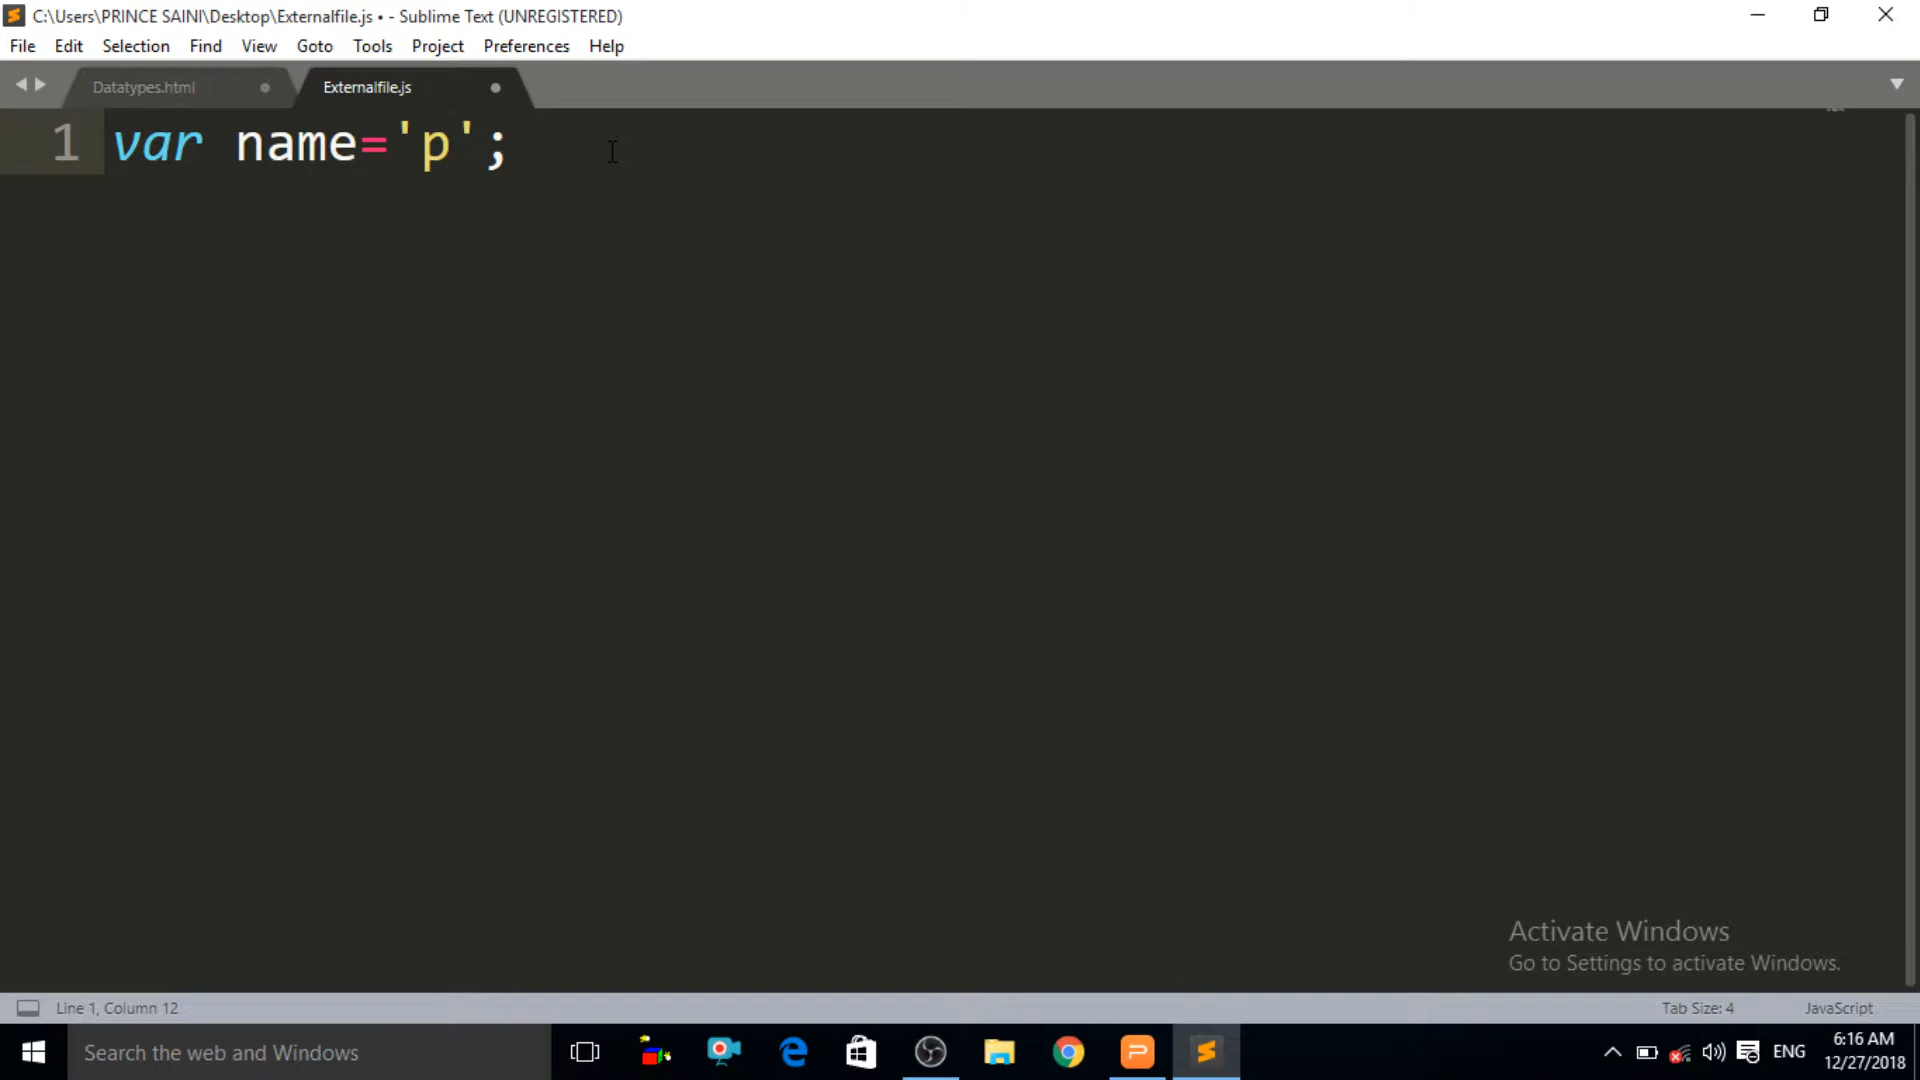 C:\Users\PRINCE SAINI\Desktop\Externalfile.js • - Sublime Text (UNREGISTERED)
File Edit Selection Find View Goto Tools Project Preferences Help
Datatypes.html Externalfile.js
1 var name='p';
Activate Windows
Go to Settings to activate Windows.
Line 1, Column 12 Tab Size: 4 JavaScript
Search the web and Windows ENG 6:16 AM
12/27/2018